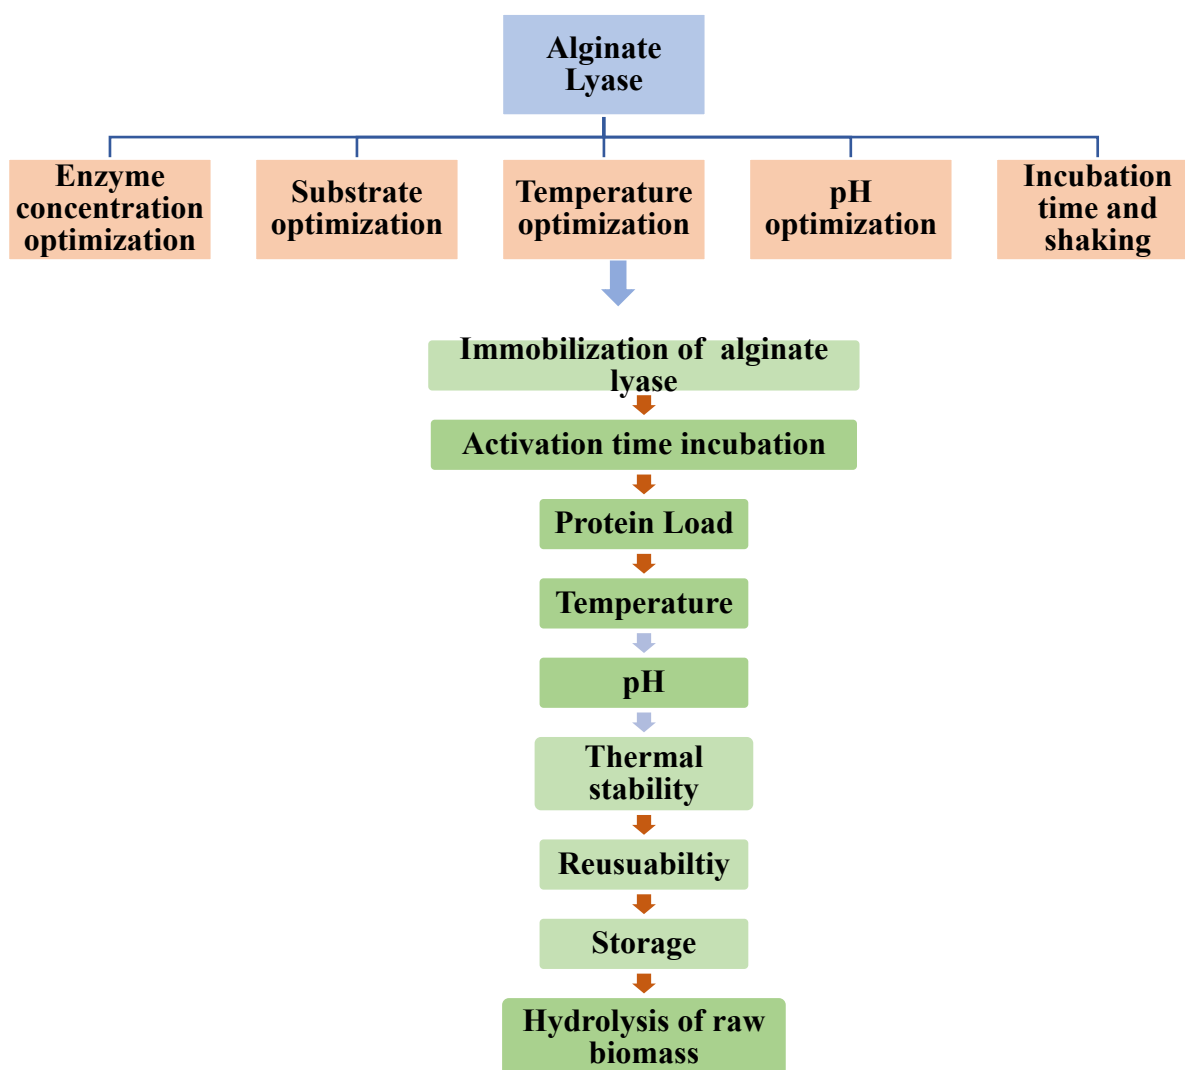 Alginate
Lyase
Enzyme
concentration
optimization
Substrate
optimization
Temperature
optimization
pH
optimization
Incubation
time and
shaking
Immobilization of alginate
lyase
Activation time incubation
Protein Load
Temperature
pH
Thermal
stability
Reusuabiltiy
Storage
Hydrolysis of raw
biomass